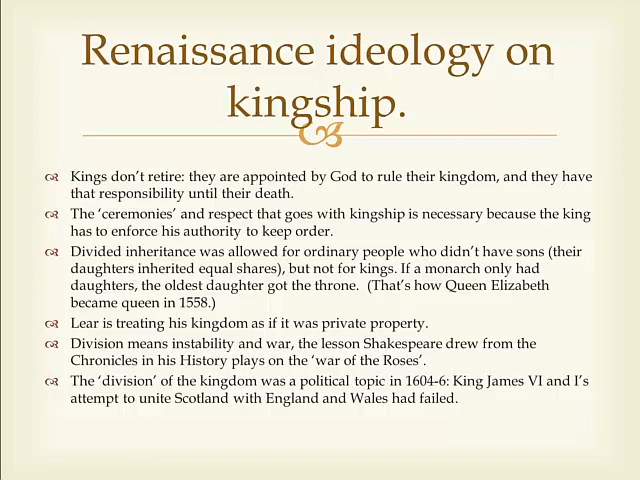 Renaissance ideology on
kingship.
Kings don’t retire: they are appointed by God to rule their kingdom, and they have
that responsibility until their death.
The ‘ceremonies’ and respect that goes with kingship is necessary because the king
has to enforce his authority to keep order.
Divided inheritance was allowed for ordinary people who didn’t have sons (their
daughters inherited equal shares), but not for kings. If a monarch only had
daughters, the oldest daughter got the throne.  (That’s how Queen Elizabeth
became queen in 1558.)
Lear is treating his kingdom as if it was private property.
Division means instability and war, the lesson Shakespeare drew from the
Chronicles in his History plays on the ‘war of the Roses’.
The ‘division’ of the kingdom was a political topic in 1604-6: King James VI and I’s
attempt to unite Scotland with England and Wales had failed.